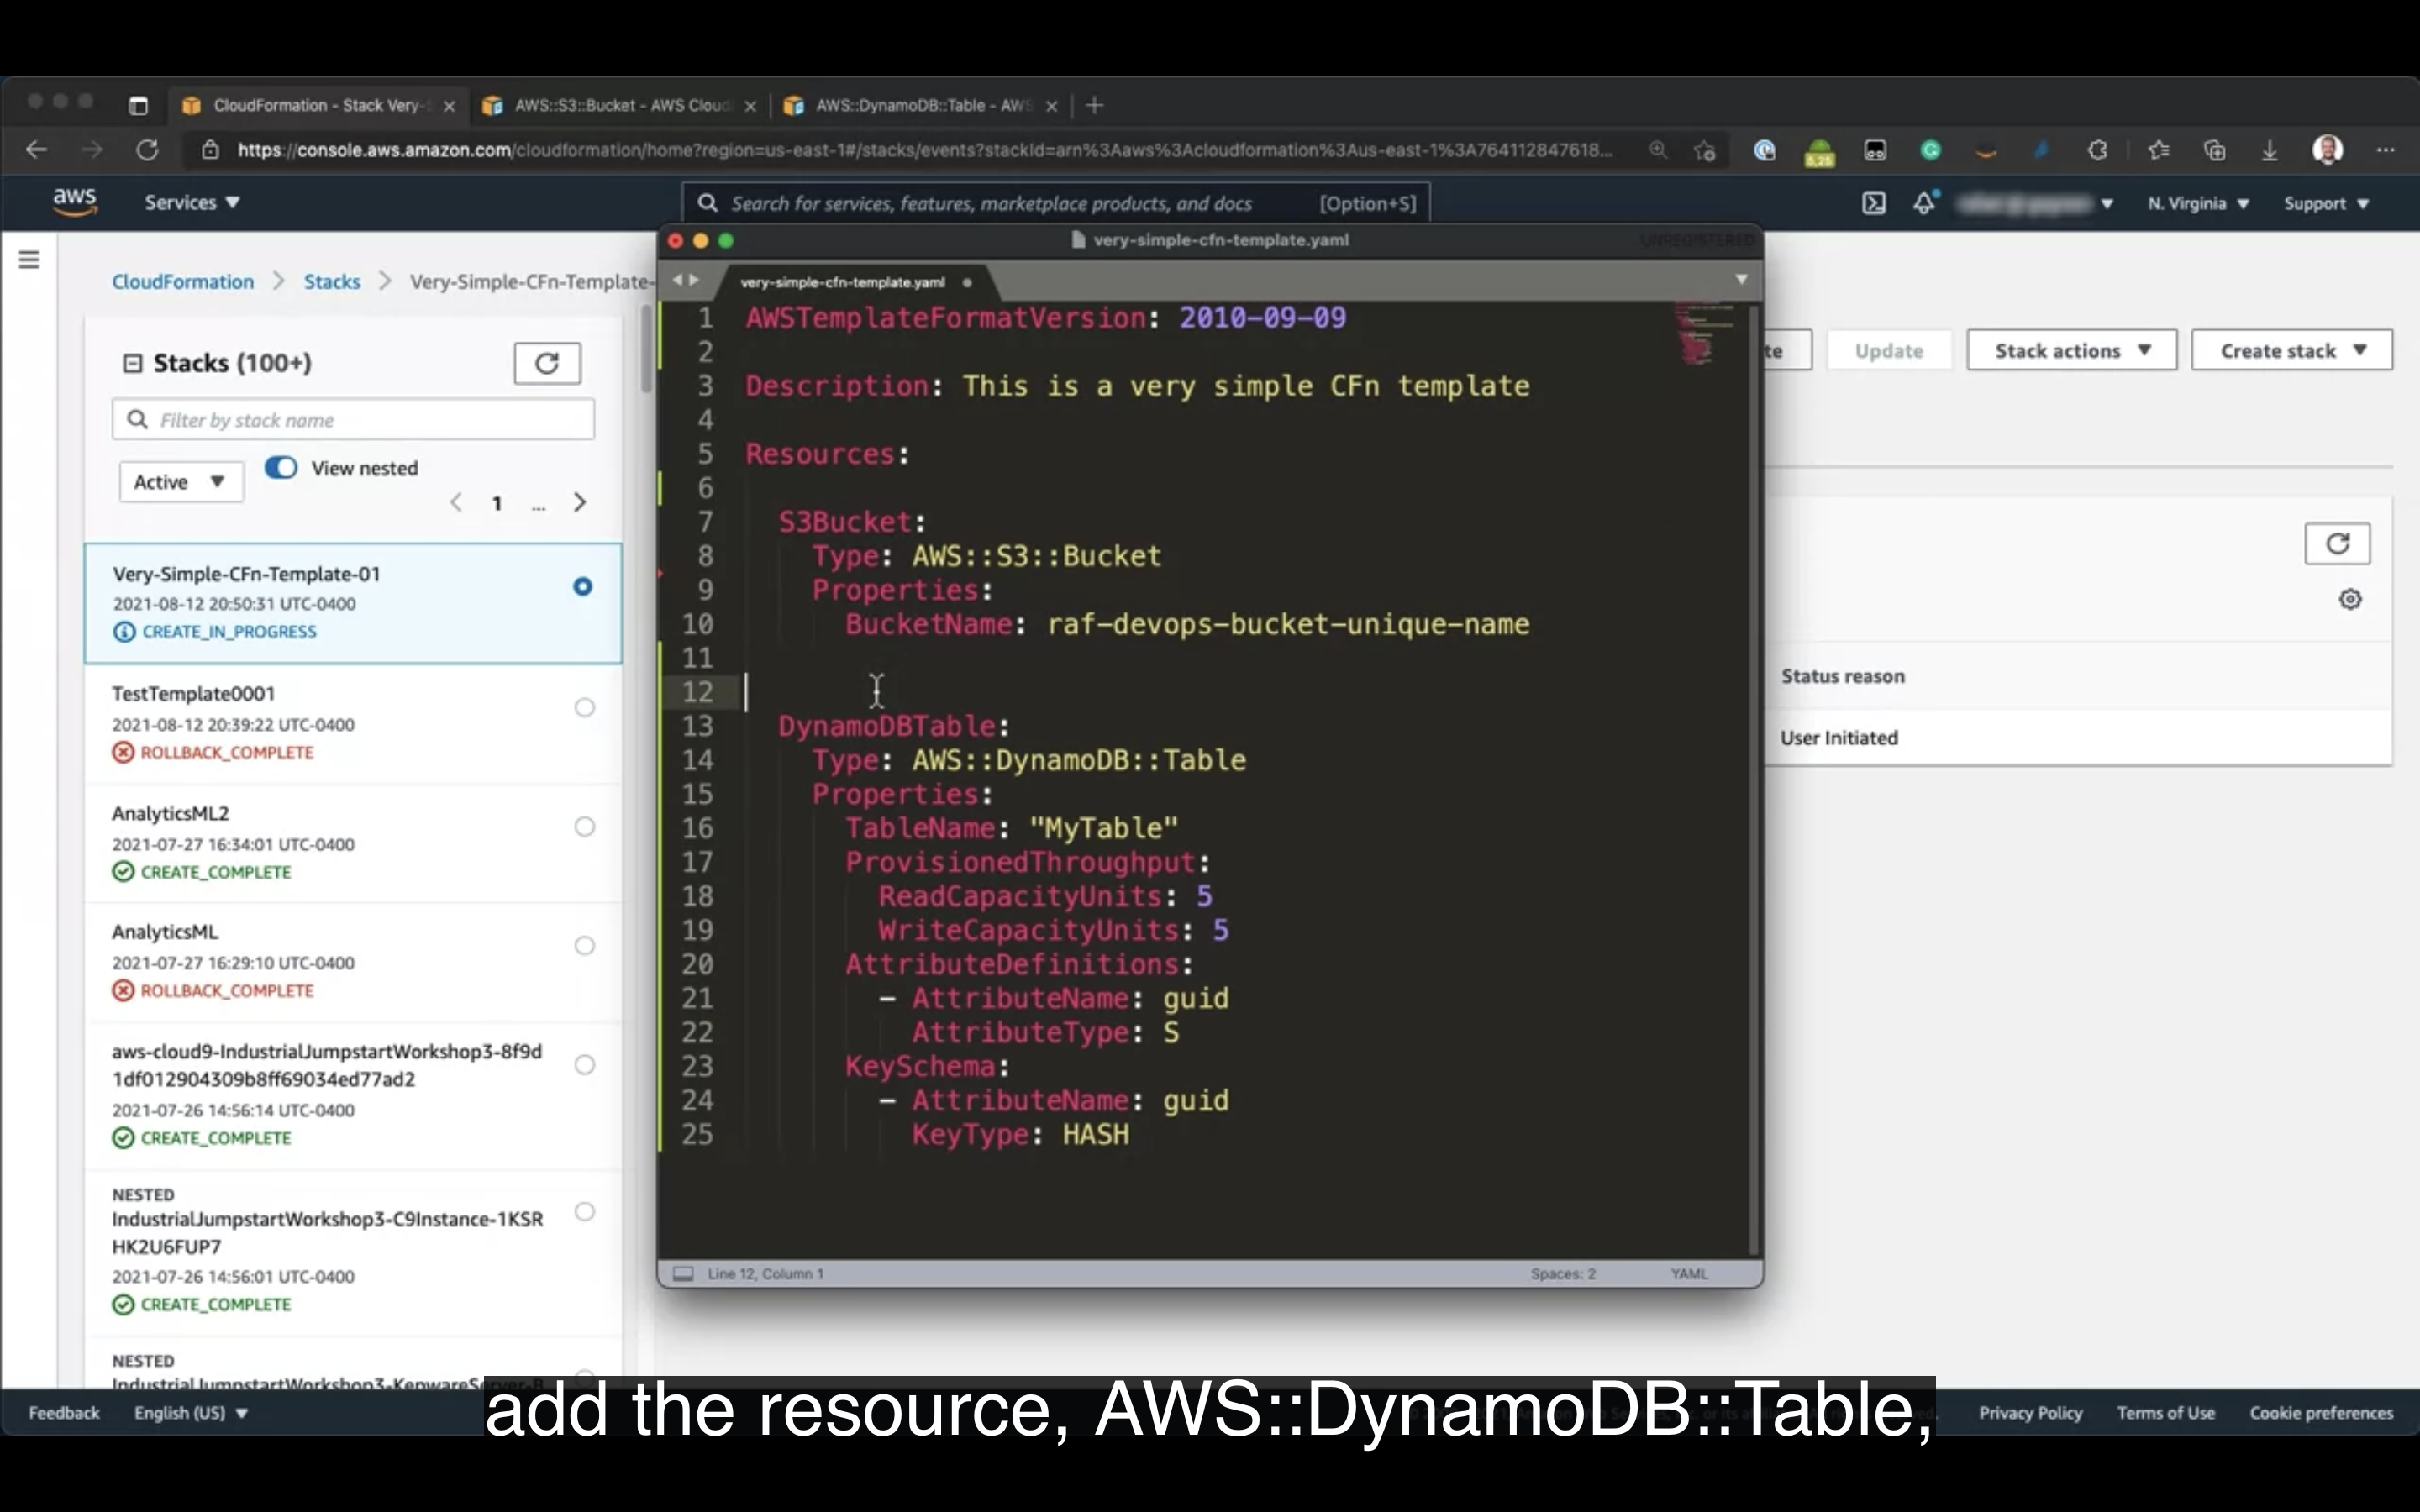 CloudFormation - Stack Very-
AWS::S3::Bucket - AWS Cloud
AWS::DynamoDB::Table - AWS
https://console.aws.amazon.com/cloudformation/home?region=us-east-1#/stacks/events?stackId=arn%3Aaws%3Acloudformation%3Aus-east-1%3A764112847618...
5,25
aws
Services
Search for services, features, marketplace products, and docs
[Option+S]
N. Virginia
Support
CloudFormation
Stacks
Very-Simple-CFn-Template-
Stacks (100+)
Filter by stack name
Active
View nested
1
...
Very-Simple-CFn-Template-01
2021-08-12 20:50:31 UTC-0400
CREATE_IN_PROGRESS
TestTemplate0001
2021-08-12 20:39:22 UTC-0400
ROLLBACK_COMPLETE
AnalyticsML2
2021-07-27 16:34:01 UTC-0400
CREATE_COMPLETE
AnalyticsML
2021-07-27 16:29:10 UTC-0400
ROLLBACK_COMPLETE
aws-cloud9-IndustrialJumpstartWorkshop3-8f9d
1df012904309b8ff69034ed77ad2
2021-07-26 14:56:14 UTC-0400
CREATE_COMPLETE
NESTED
IndustrialJumpstartWorkshop3-C9Instance-1KSR
HK2U6FUP7
2021-07-26 14:56:01 UTC-0400
CREATE_COMPLETE
NESTED
IndustrialJumpstartWorkshop3-KepwareServer-B
very-simple-cfn-template.yaml
UNREGISTERED
very-simple-cfn-template.yaml
1 AWSTemplateFormatVersion: 2010-09-09
2
3 Description: This is a very simple CFn template
4
5 Resources:
6
7 S3Bucket:
8 Type: AWS::S3::Bucket
9 Properties:
10 BucketName: raf-devops-bucket-unique-name
11
12
13 DynamoDBTable:
14 Type: AWS::DynamoDB::Table
15 Properties:
16 TableName: "MyTable"
17 ProvisionedThroughput:
18 ReadCapacityUnits: 5
19 WriteCapacityUnits: 5
20 AttributeDefinitions:
21 - AttributeName: guid
22 AttributeType: S
23 KeySchema:
24 - AttributeName: guid
25 KeyType: HASH
Line 12, Column 1
Spaces: 2
YAML
te
Update
Stack actions
Create stack
Status reason
User Initiated
add the resource, AWS::DynamoDB::Table,
Feedback
English (US)
Privacy Policy
Terms of Use
Cookie preferences